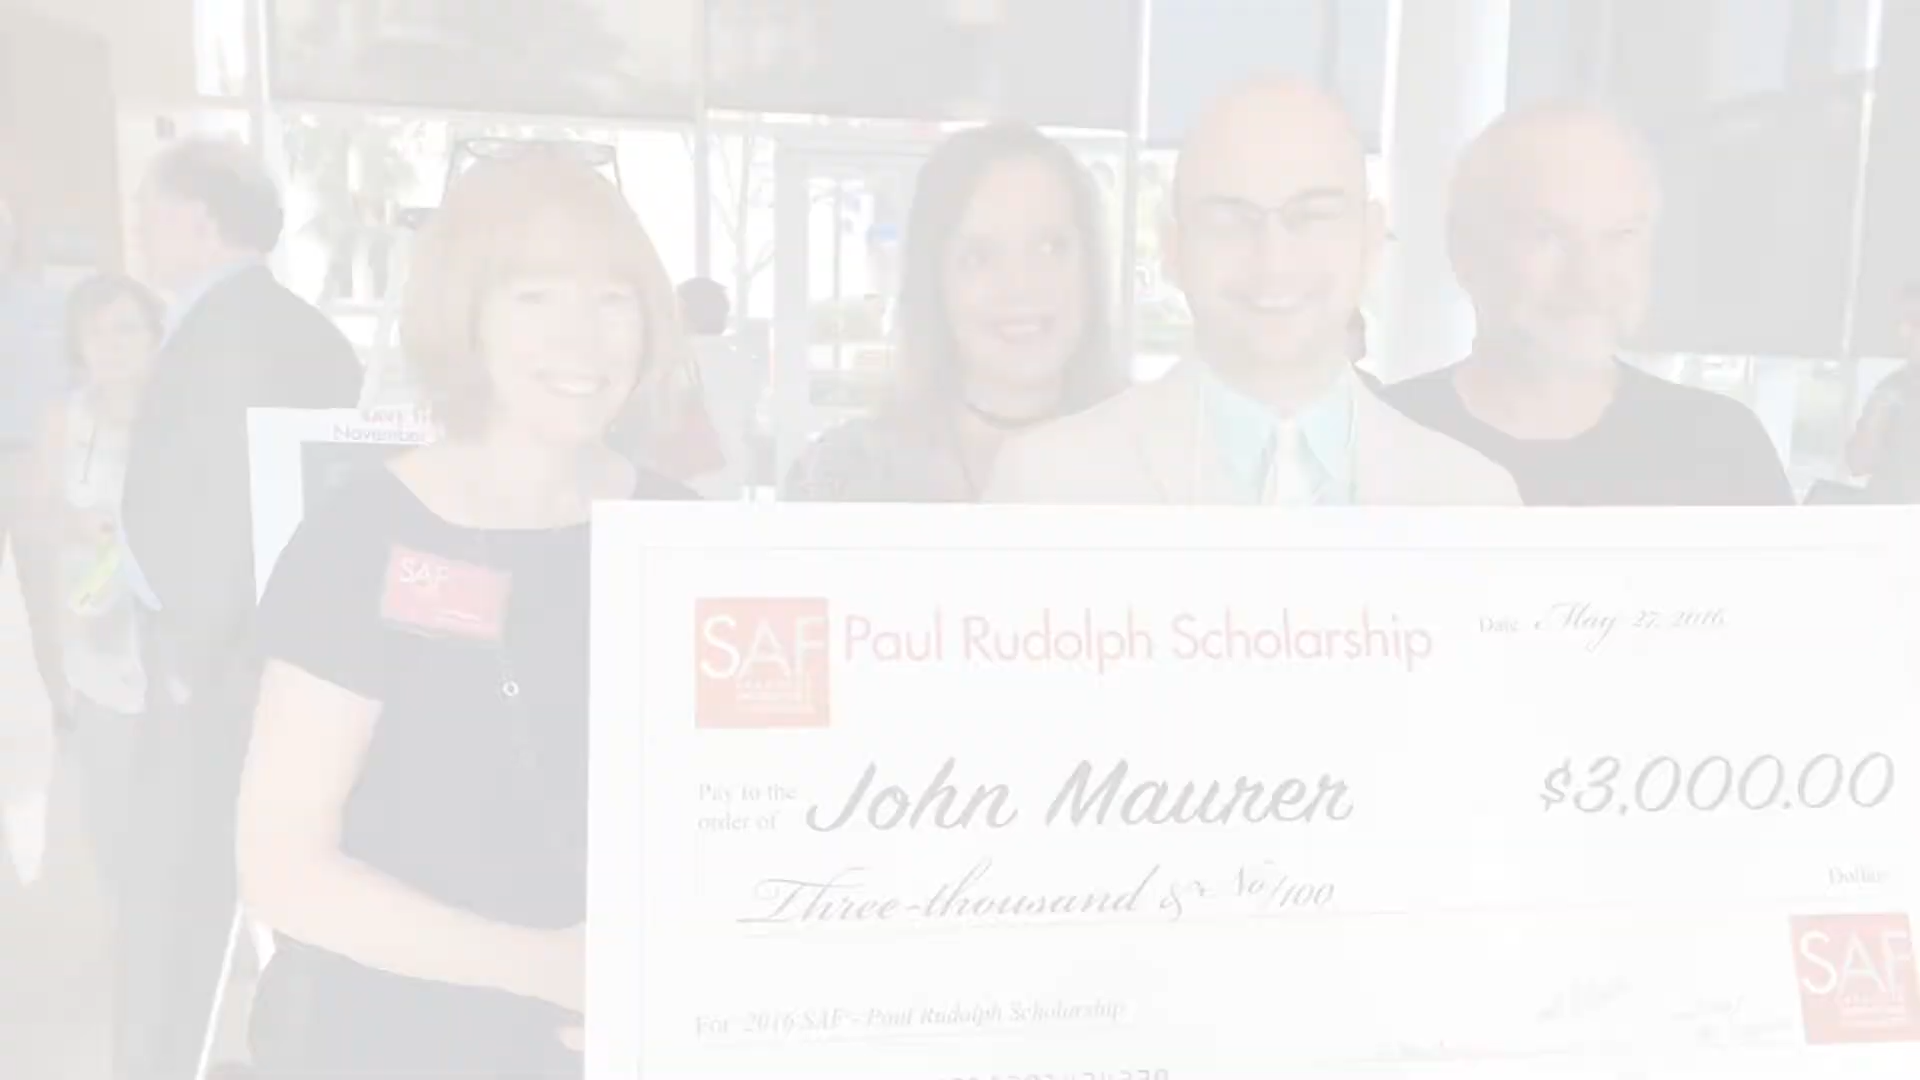 November
SAF
SAF Paul Rudolph Scholarship
Date May 27, 2016
Pay to the
order of
John Maurer
$3,000.00
Three-thousand & No/100
Dollar
SAF
For 2016 SAF - Paul Rudolph Scholarship